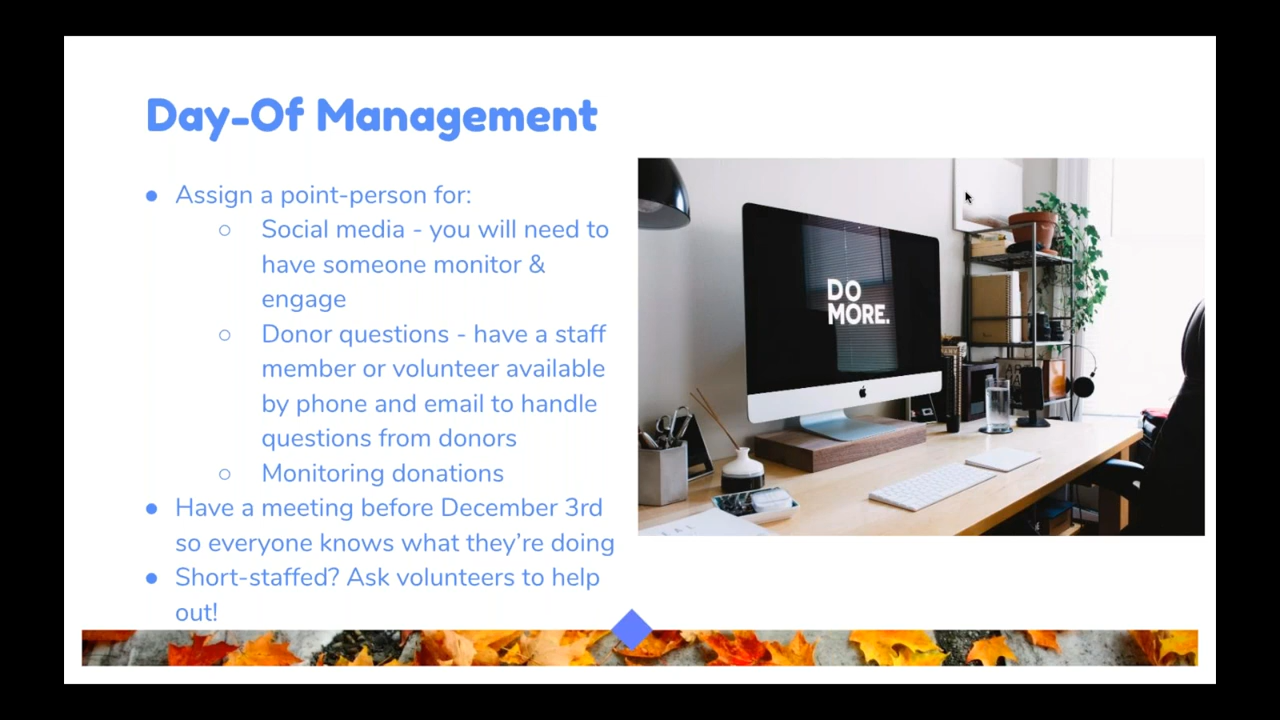 Day-Of Management
● Assign a point-person for:
○ Social media - you will need to
have someone monitor &
engage
○ Donor questions - have a staff
member or volunteer available
by phone and email to handle
questions from donors
○ Monitoring donations
● Have a meeting before December 3rd
so everyone knows what they're doing
● Short-staffed? Ask volunteers to help
out!
DO
MORE.